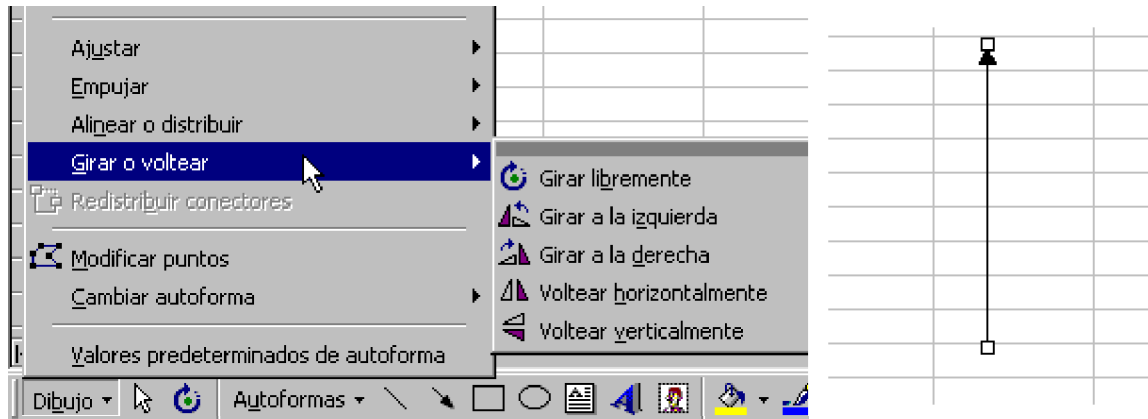 Ajustar
Empujar
Alinear o distribuir
Girar o voltear
Redistribuir conectores
Modificar puntos
Cambiar autoforma
Valores predeterminados de autoforma
Girar libremente
Girar a la izquierda
Girar a la derecha
Voltear horizontalmente
Voltear verticalmente
Dibujo Autoformas